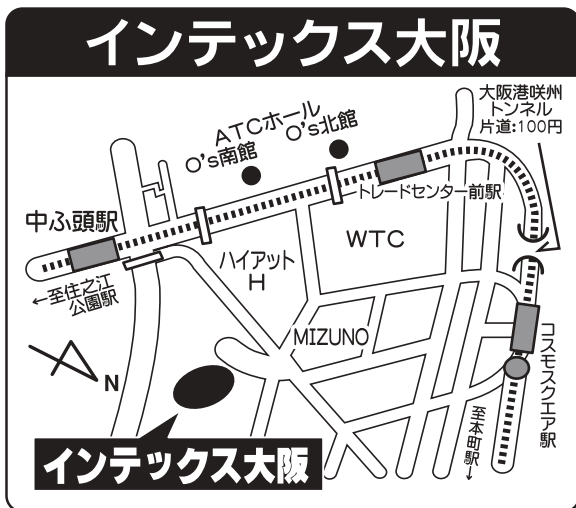 インテックス大阪
大阪港咲州
トンネル
片道:100円
ATCホール
O's南館
O's北館
トレードセンター前駅
中ふ頭駅
WTC
ハイアット
H
←至住之江
公園駅
MIZUNO
コスモスクエア駅
N
至本町駅→
インテックス大阪